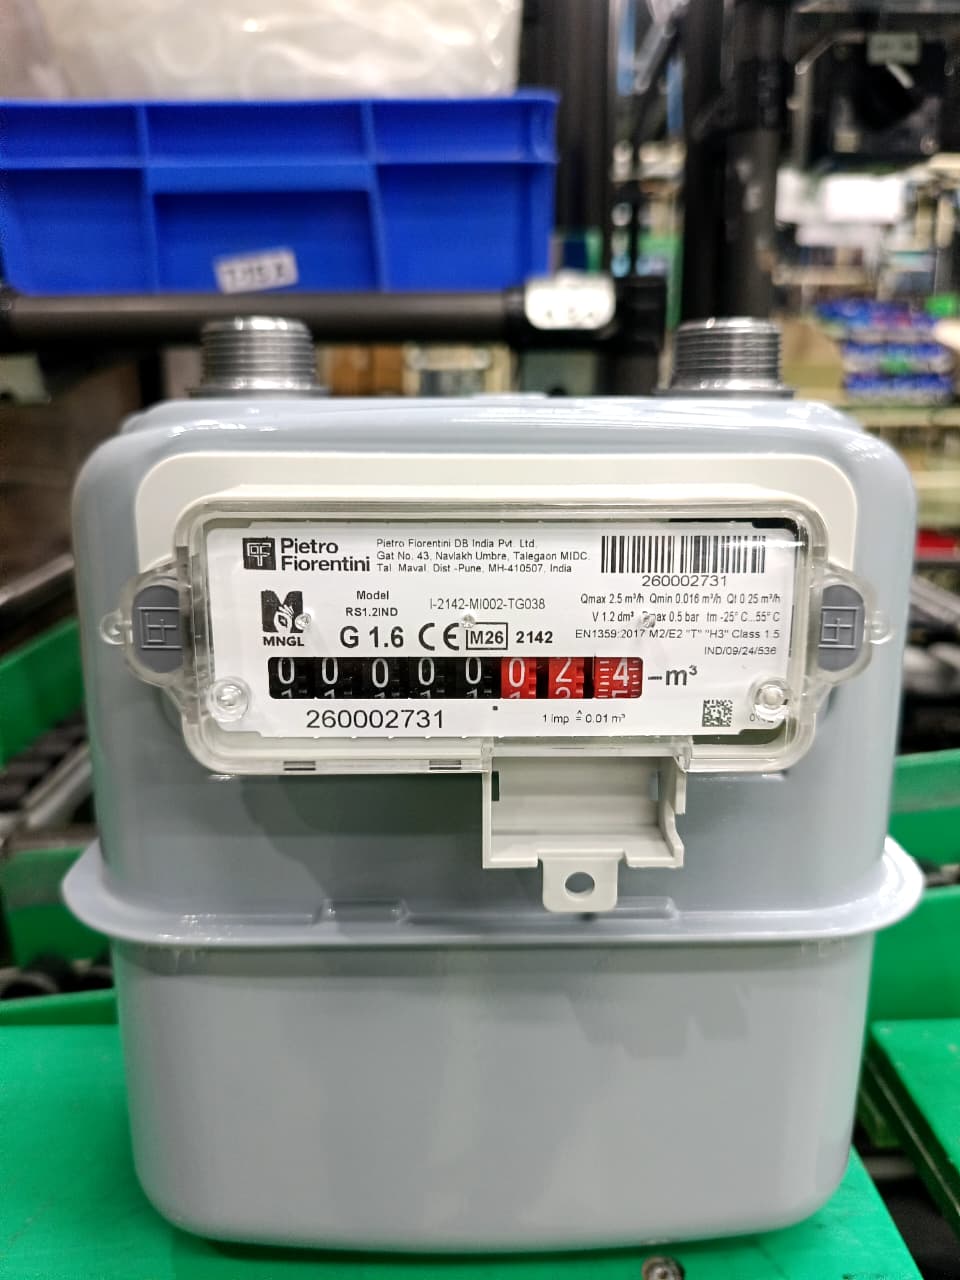 Pietro
Fiorentini
Pietro Fiorentini DB India Pvt. Ltd.
Gat No. 43, Navlakh Umbre, Talegaon MIDC.
Tal. Maval, Dist -Pune, MH-410507, India
260002731
MNGL
Model
RS1.2IND
I-2142-MI002-TG038
G 1.6 CE M26 2142
Qmax 2.5 m³/h Qmin 0.016 m³/h Qt 0.25 m³/h
V 1.2 dm³ Pmax 0.5 bar tm -25° C...55° C
EN1359:2017 M2/E2 "T" "H3" Class 1.5
IND/09/24/536
0 0 0 0 0 0 2 4 m³
260002731
1 imp ≙ 0.01 m³